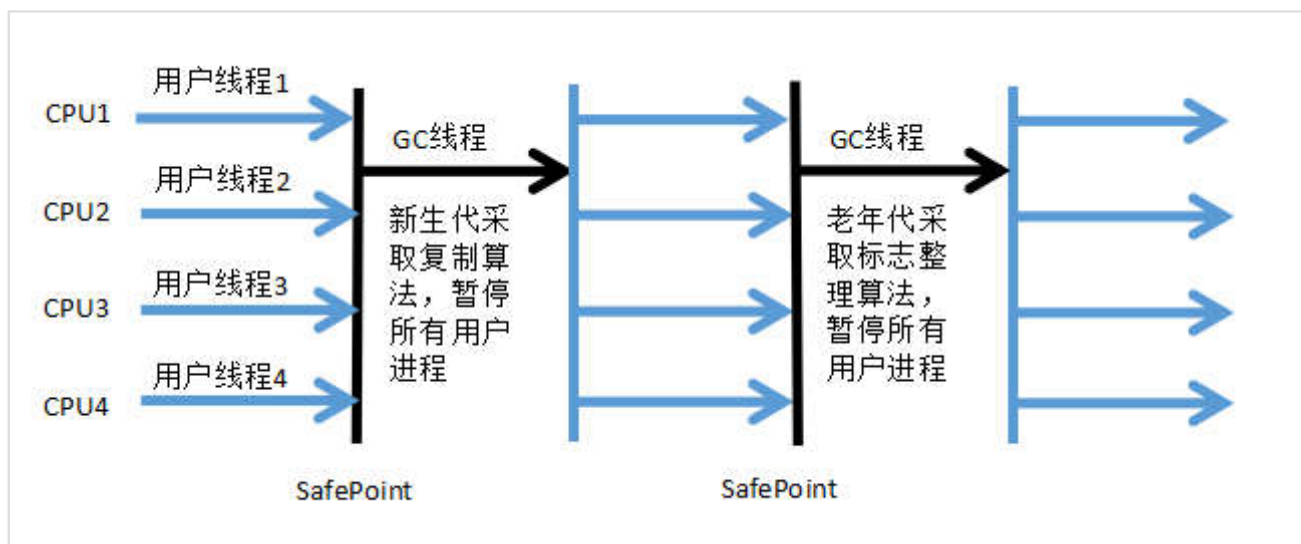 用户线程1
CPU1
GC线程
GC线程
用户线程2
CPU2
新生代采
取复制算
法，暂停
所有用户
进程
老年代采
取标志整
理算法，
暂停所有
用户进程
用户线程3
CPU3
用户线程4
CPU4
SafePoint
SafePoint